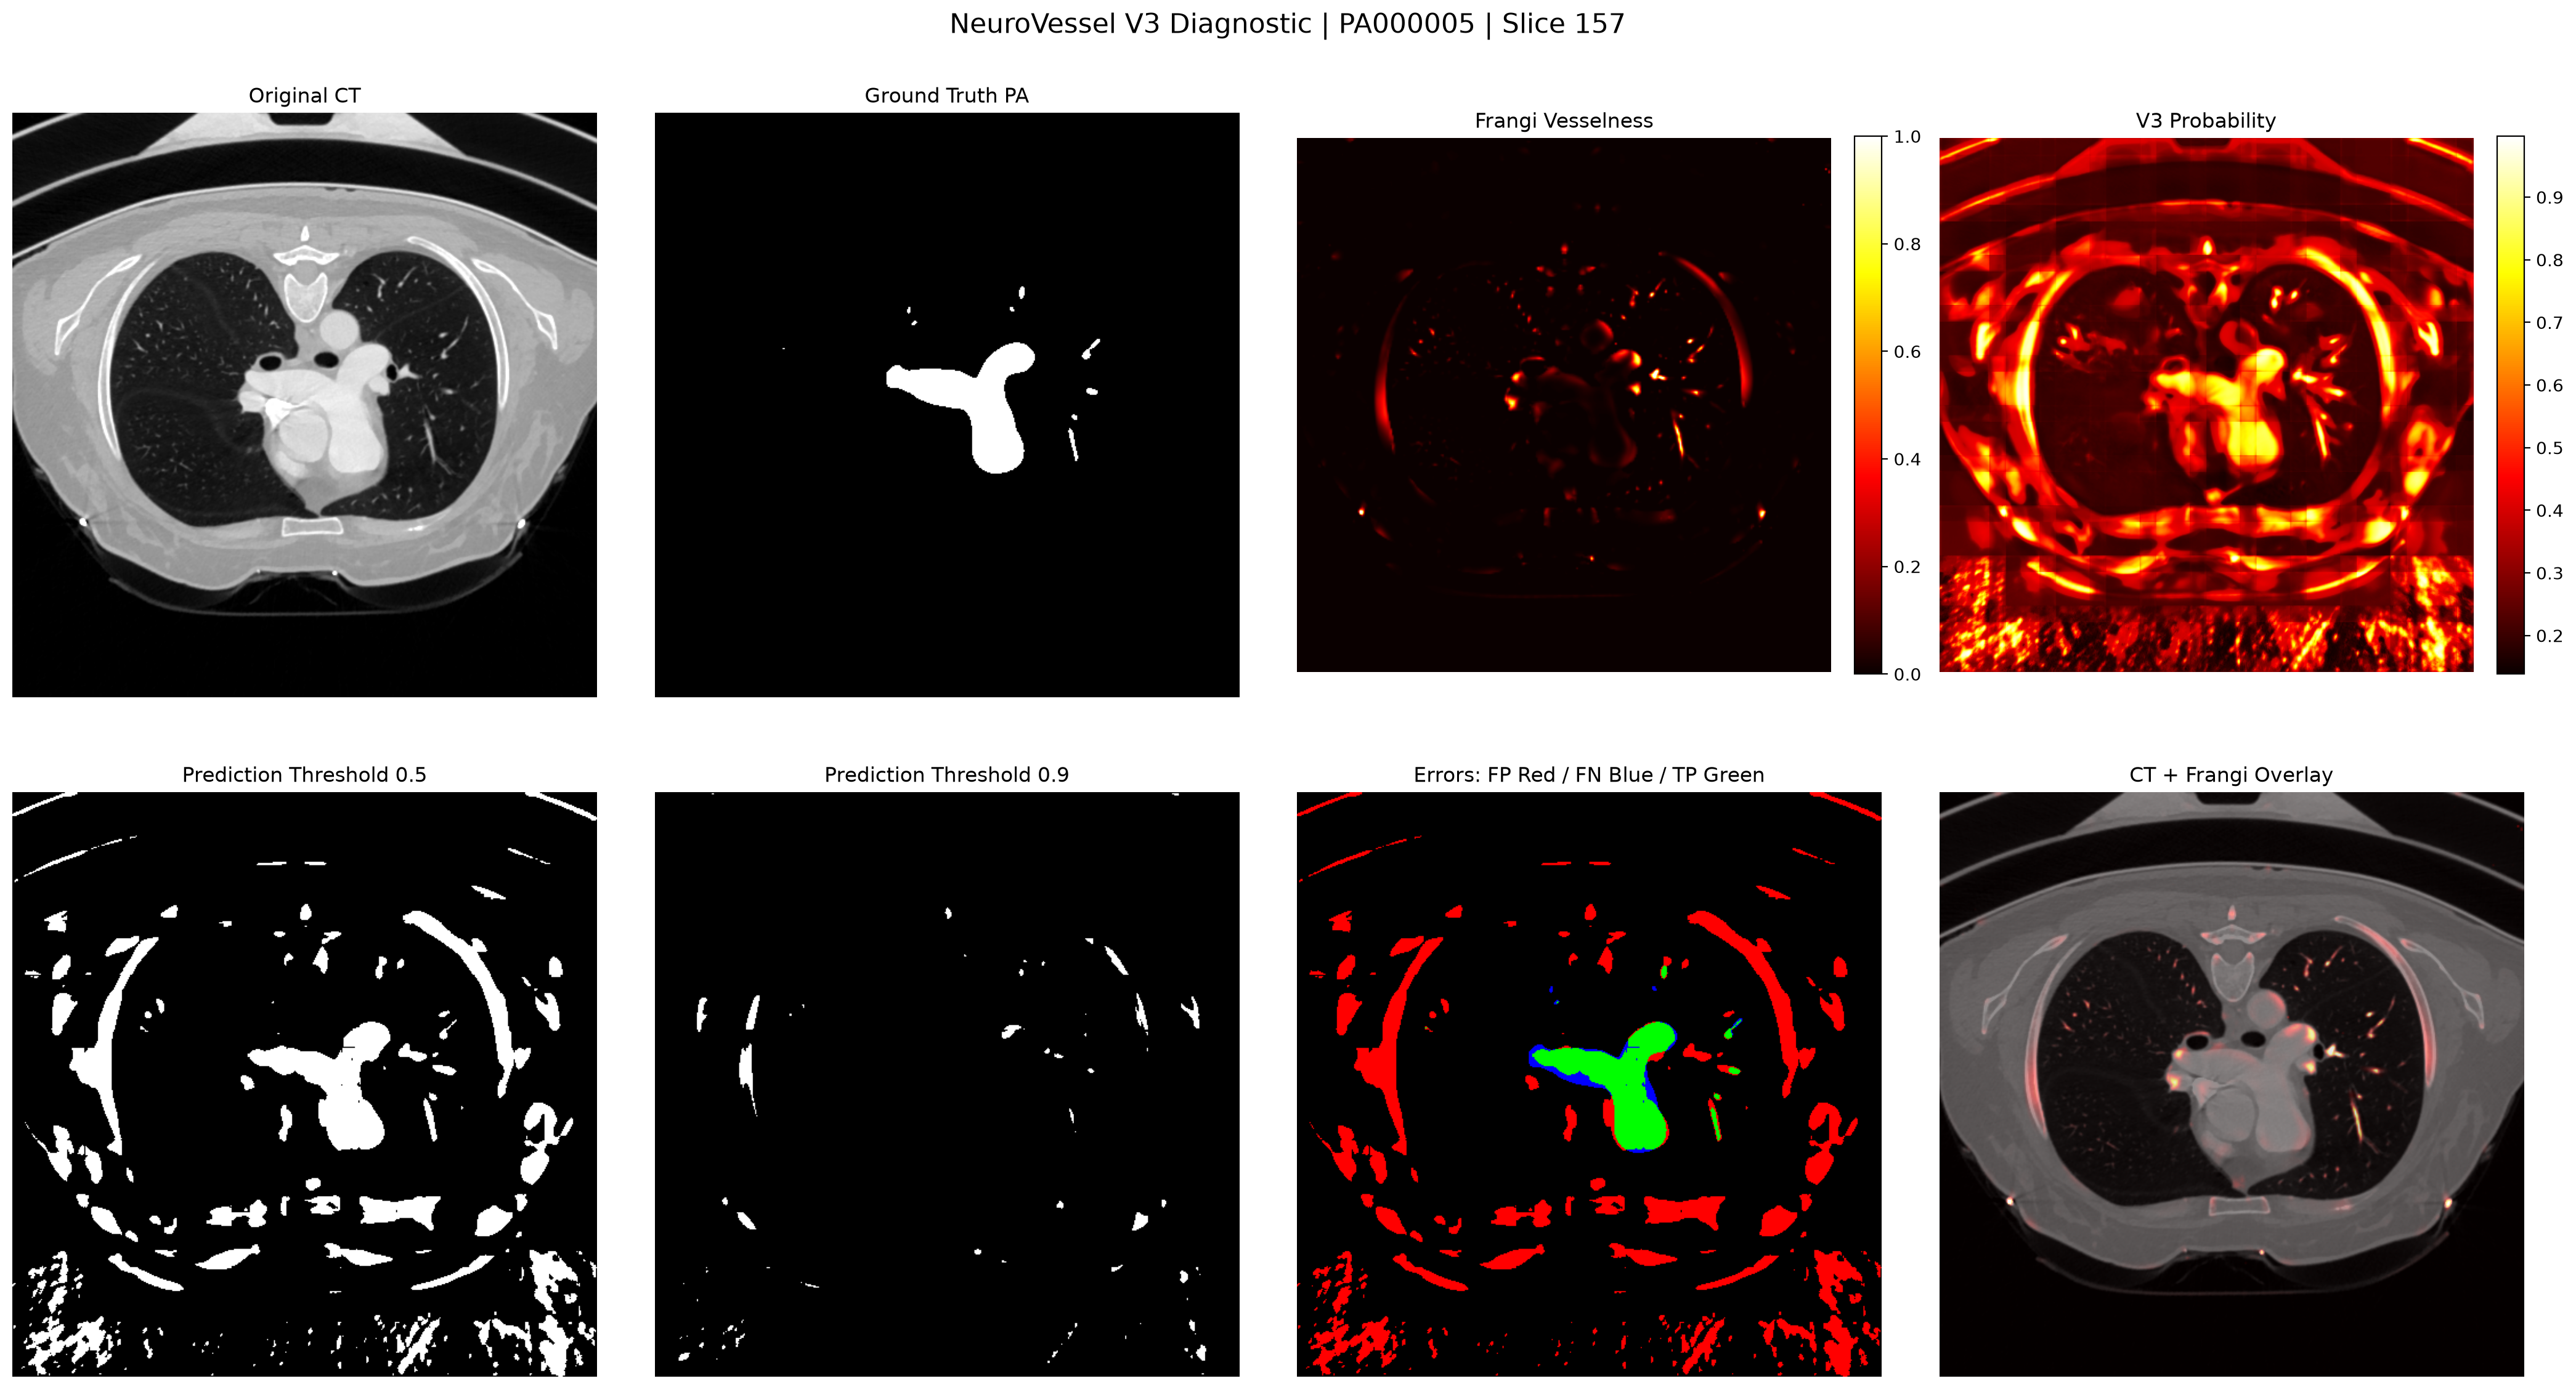 NeuroVessel V3 Diagnostic | PA000005 | Slice 157
Original CT
Ground Truth PA
Frangi Vesselness
V3 Probability
1.0
0.8
0.6
0.4
0.2
0.0
0.9
0.8
0.7
0.6
0.5
0.4
0.3
0.2
Prediction Threshold 0.5
Prediction Threshold 0.9
Errors: FP Red / FN Blue / TP Green
CT + Frangi Overlay